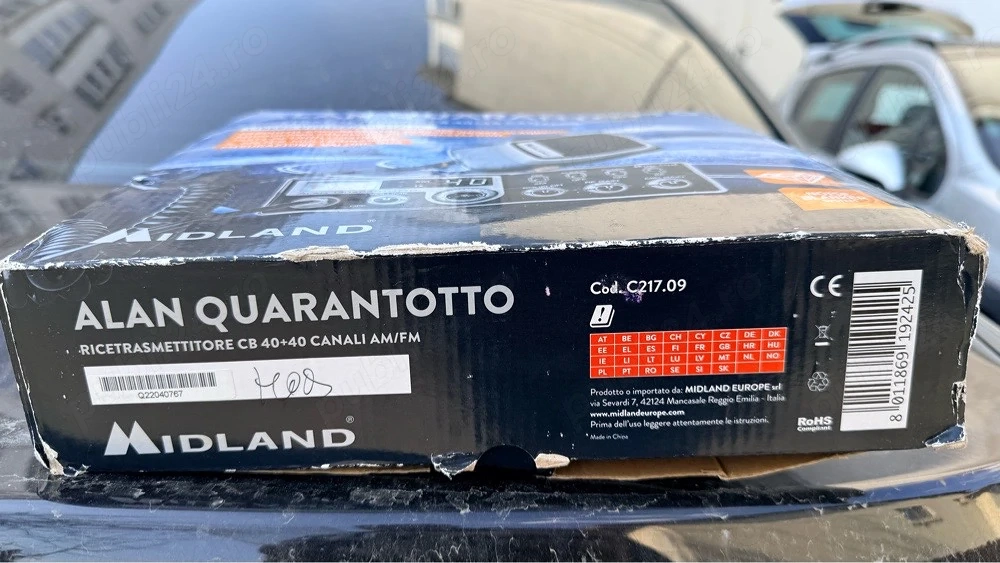 MIDLAND®
ALAN QUARANTOTTO
RICETRASMETTITORE CB 40+40 CANALI AM/FM
Q22040767
MIDLAND®
Cod. C217.09
AT BE BG CH CY CZ DE DK
EE EL ES FI FR GB HR HU
IE LI LT LU LV MT NL NO
PL PT RO SE SI SK
Prodotto o importato da: MIDLAND EUROPE srl
via Sevardi 7, 42124 Mancasale Reggio Emilia - Italia
www.midlandeurope.com
Prima dell'uso leggere attentamente le istruzioni.
Made in China
CE
RoHS
Compliant
8 011869 192425